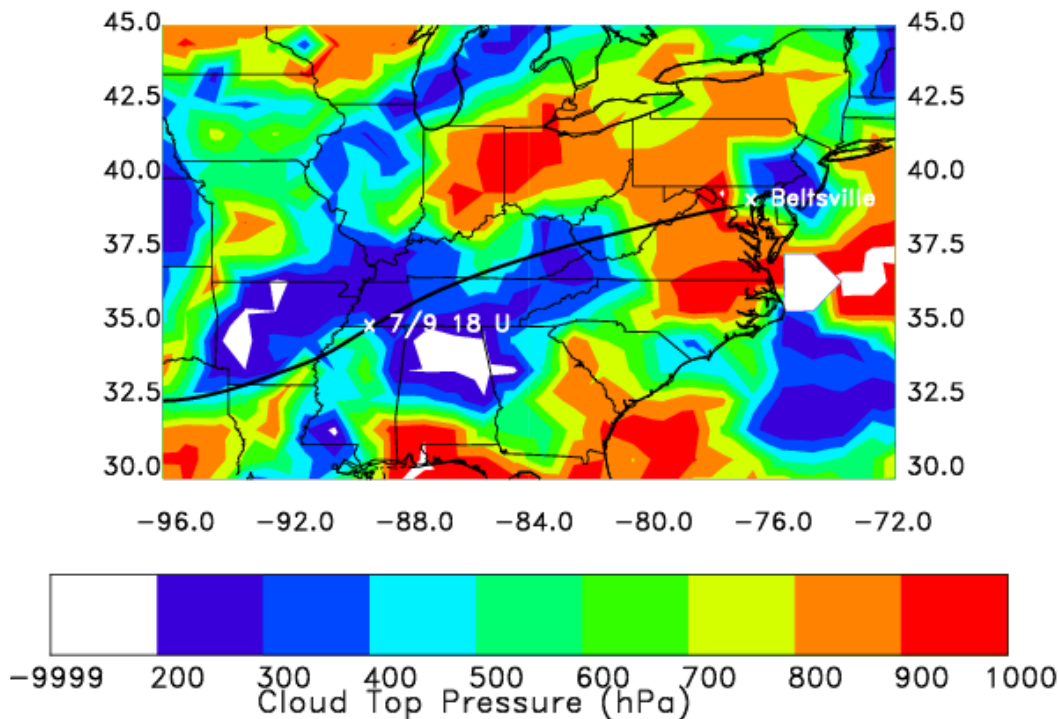 45.0 45.0
42.5 42.5
40.0 40.0
× Beltsville
37.5 37.5
35.0 × 7/9 18 U 35.0
32.5 32.5
30.0 30.0
−96.0 −92.0 −88.0 −84.0 −80.0 −76.0 −72.0
−9999 200 300 400 500 600 700 800 900 1000
Cloud Top Pressure (hPa)